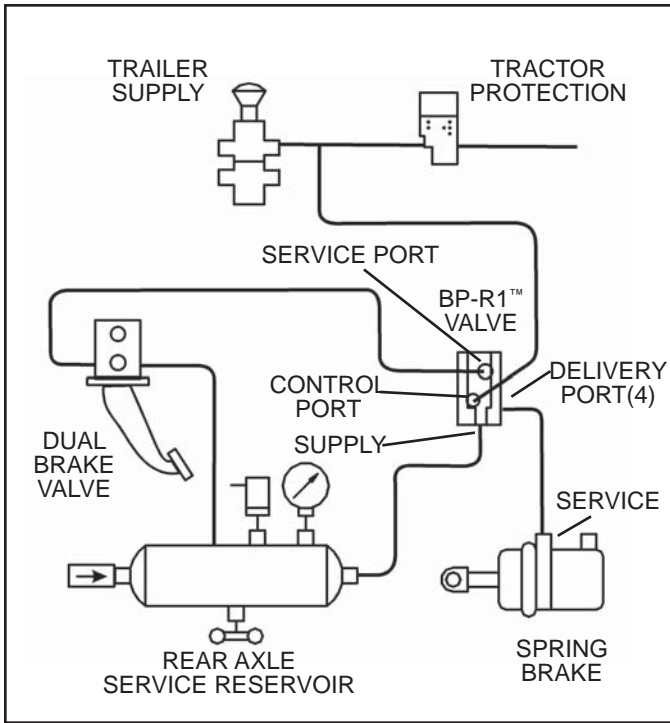 TRAILER
SUPPLY
TRACTOR
PROTECTION
SERVICE PORT
BP-R1™
VALVE
CONTROL
PORT
DELIVERY
PORT(4)
SUPPLY
DUAL
BRAKE
VALVE
SERVICE
REAR AXLE
SERVICE RESERVOIR
SPRING
BRAKE